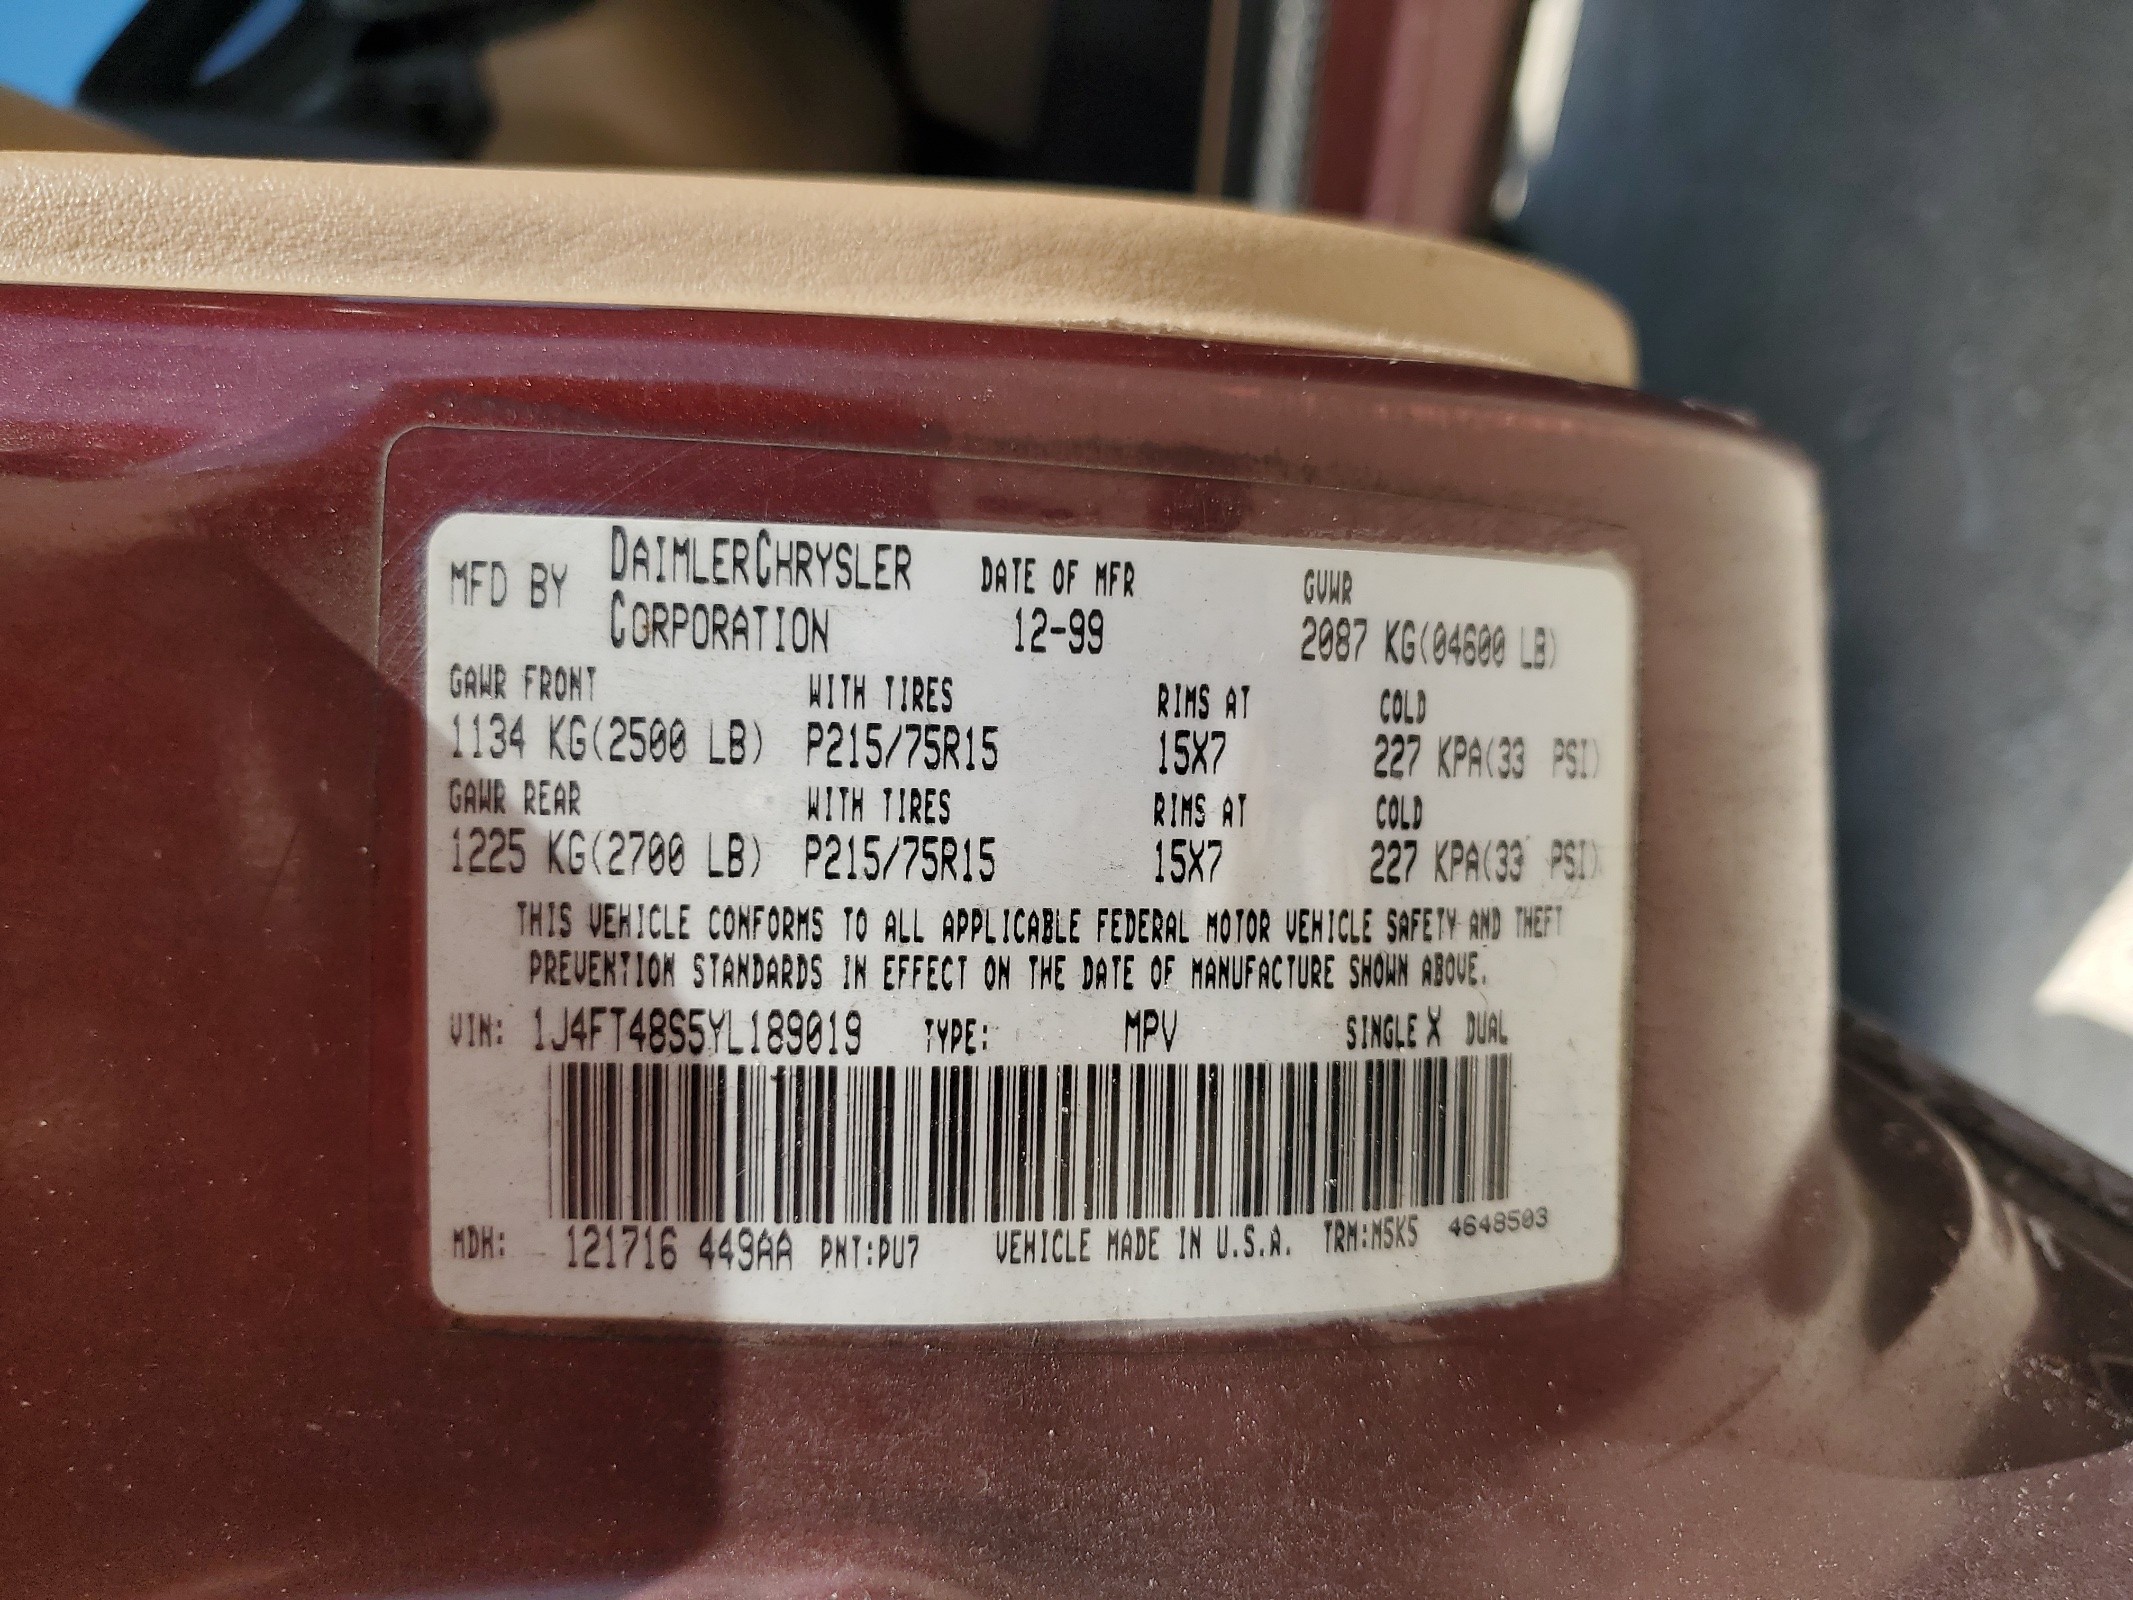 MFD BY DAIMLERCHRYSLER CORPORATION DATE OF MFR 12-99 GVWR 2087 KG(04600 LB)
GAWR FRONT WITH TIRES RIMS AT COLD
1134 KG(2500 LB) P215/75R15 15X7 227 KPA(33 PSI)
GAWR REAR WITH TIRES RIMS AT COLD
1225 KG(2700 LB) P215/75R15 15X7 227 KPA(33 PSI)
THIS VEHICLE CONFORMS TO ALL APPLICABLE FEDERAL MOTOR VEHICLE SAFETY AND THEFT
PREVENTION STANDARDS IN EFFECT ON THE DATE OF MANUFACTURE SHOWN ABOVE.
VIN: 1J4FT48S5YL189019 TYPE: MPV SINGLE X DUAL
MDH: 121716 449AA PNT:PV7 VEHICLE MADE IN U.S.A. TRM:M5K5 4648503